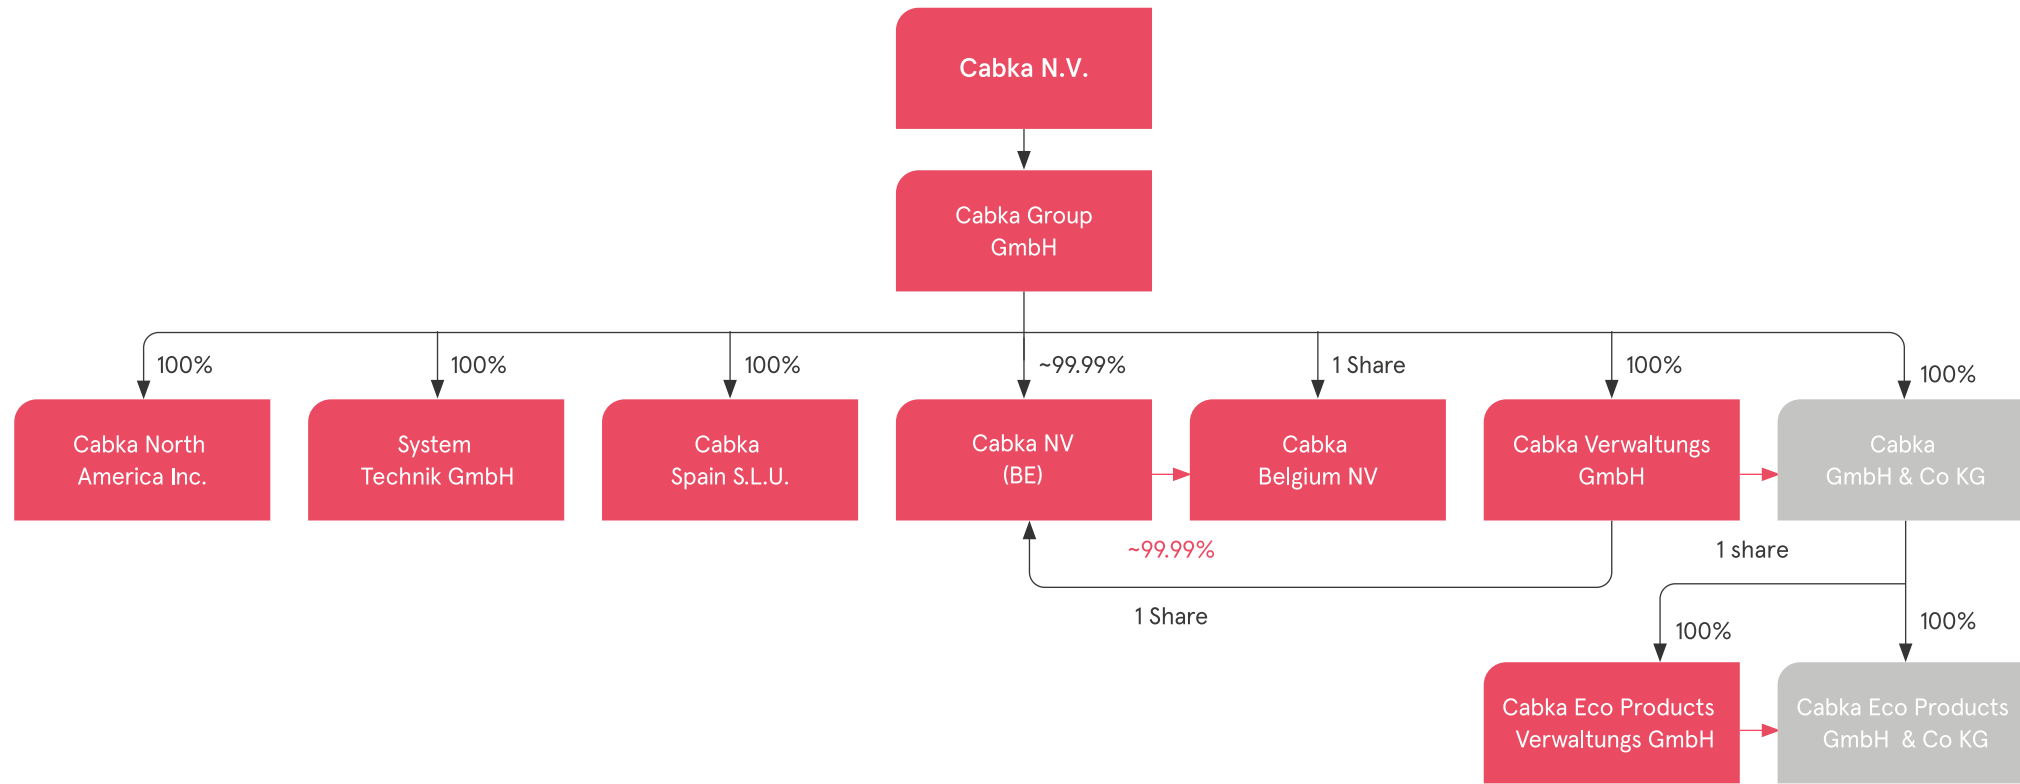 Cabka N.V.
Cabka Group
GmbH
100%
100%
100%
~99.99%
1 Share
100%
100%
Cabka North
America Inc.
System
Technik GmbH
Cabka
Spain S.L.U.
Cabka NV
(BE)
Cabka
Belgium NV
Cabka Verwaltungs
GmbH
Cabka
GmbH & Co KG
~99.99%
1 share
1 Share
100%
100%
Cabka Eco Products
Verwaltungs GmbH
Cabka Eco Products
GmbH & Co KG